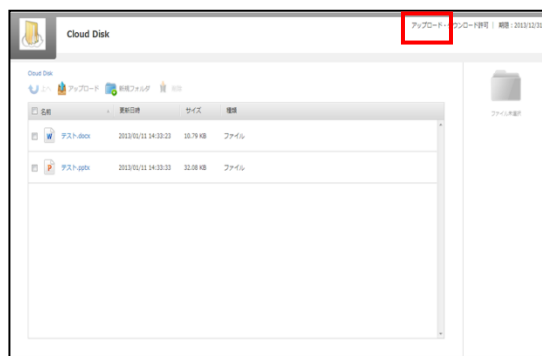 Cloud Disk
アップロード・ダウンロード許可 | 期限:2013/12/31
Cloud Disk
上へ アップロード 新規フォルダ 削除
名前 更新日時 サイズ 種類
テスト.docx 2013/01/11 14:33:23 10.79 KB ファイル
テスト.pptx 2013/01/11 14:33:33 32.08 KB ファイル
ファイル未選択